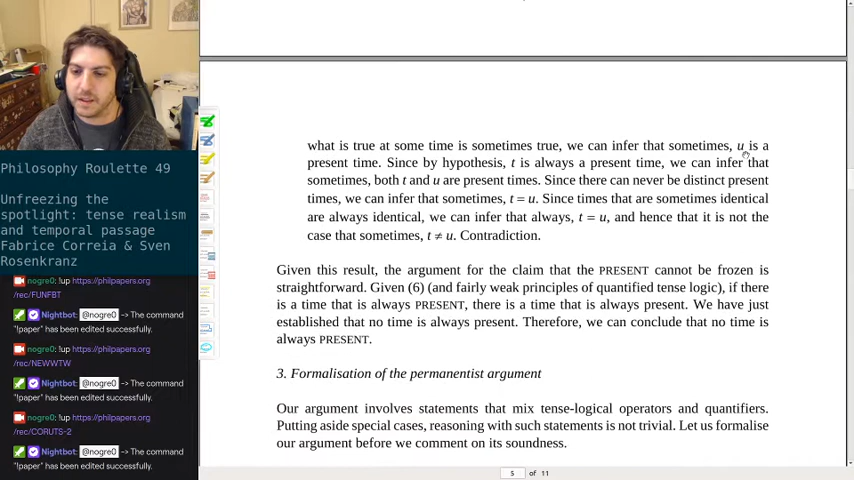 Philosophy Roulette 49
Unfreezing the
spotlight: tense realism
and temporal passage
Fabrice Correia & Sven
Rosenkranz
nogre0: !up https://philpapers.org
/rec/FUNFBT
Nightbot: @nogre0 -> The command
"!paper" has been edited successfully.
nogre0: !up https://philpapers.org
/rec/NEWWTW
Nightbot: @nogre0 -> The command
"!paper" has been edited successfully.
nogre0: !up https://philpapers.org
/rec/CORUTS-2
Nightbot: @nogre0 -> The command
"!paper" has been edited successfully.
what is true at some time is sometimes true, we can infer that sometimes, u is a
present time. Since by hypothesis, t is always a present time, we can infer that
sometimes, both t and u are present times. Since there can never be distinct present
times, we can infer that sometimes, t = u. Since times that are sometimes identical
are always identical, we can infer that always, t = u, and hence that it is not the
case that sometimes, t ≠ u. Contradiction.
Given this result, the argument for the claim that the PRESENT cannot be frozen is
straightforward. Given (6) (and fairly weak principles of quantified tense logic), if there
is a time that is always PRESENT, there is a time that is always present. We have just
established that no time is always present. Therefore, we can conclude that no time is
always PRESENT.
3. Formalisation of the permanentist argument
Our argument involves statements that mix tense-logical operators and quantifiers.
Putting aside special cases, reasoning with such statements is not trivial. Let us formalise
our argument before we comment on its soundness.
5 of 11